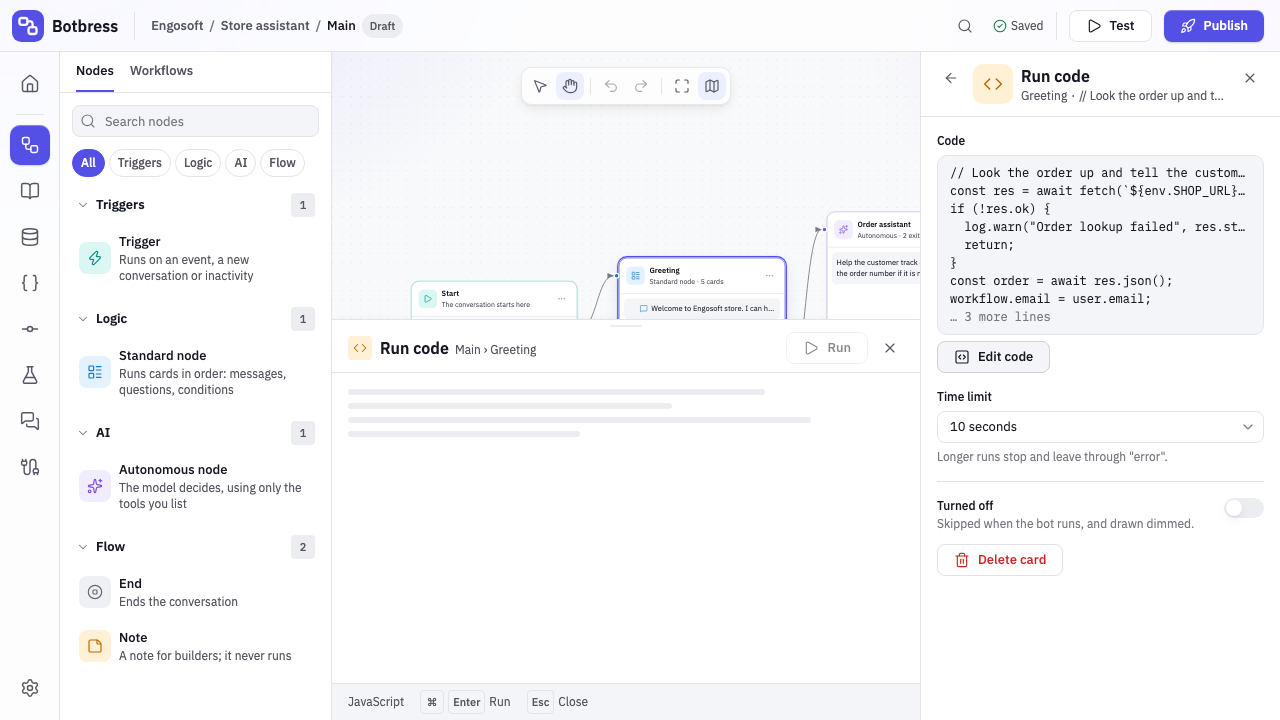 Botbress
Engosoft / Store assistant / Main Draft
Saved
Test
Publish
Nodes
Workflows
Search nodes
All
Triggers
Logic
AI
Flow
Triggers
1
Trigger
Runs on an event, a new
conversation or inactivity
Logic
1
Standard node
Runs cards in order: messages,
questions, conditions
AI
1
Autonomous node
The model decides, using only the
tools you list
Flow
2
End
Ends the conversation
Note
A note for builders; it never runs
Start
The conversation starts here
Greeting
Standard node · 5 cards
Welcome to Engosoft store. I can h...
Order assistant
Autonomous · 2 exit
Help the customer track
the order number if it is
Run code Main › Greeting
Run
JavaScript
⌘ Enter Run
Esc Close
Run code
Greeting · // Look the order up and t...
Code
// Look the order up and tell the custom…
const res = await fetch(`${env.SHOP_URL}…
if (!res.ok) {
  log.warn("Order lookup failed", res.st…
  return;
}
const order = await res.json();
workflow.email = user.email;
… 3 more lines
Edit code
Time limit
10 seconds
Longer runs stop and leave through "error".
Turned off
Skipped when the bot runs, and drawn dimmed.
Delete card